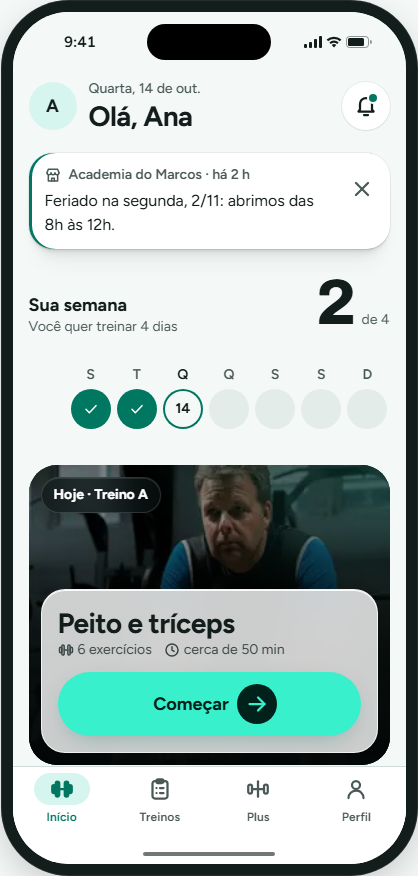 9:41
A
Quarta, 14 de out.
Olá, Ana
Academia do Marcos · há 2 h
Feriado na segunda, 2/11: abrimos das
8h às 12h.
Sua semana
Você quer treinar 4 dias
2 de 4
S T Q Q S S D
14
Hoje · Treino A
Peito e tríceps
6 exercícios cerca de 50 min
Começar
Início Treinos Plus Perfil